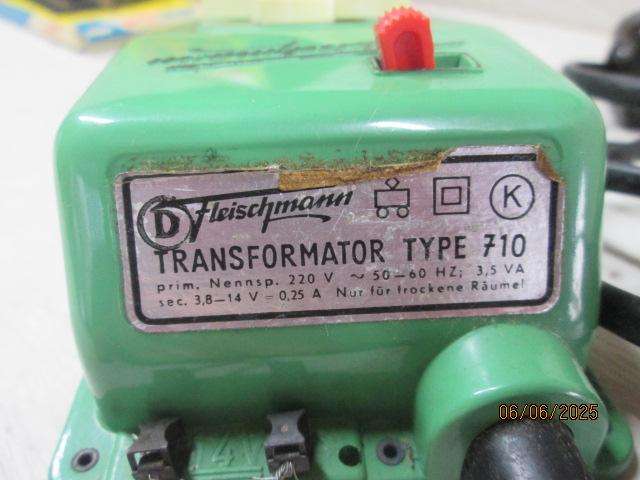 D Fleischmann K
TRANSFORMATOR TYPE 710
prim. Nennsp. 220 V ~ 50–60 HZ; 3,5 VA
sec. 3,8–14 V = 0,25 A Nur für trockene Räume!
4
06/06/2025